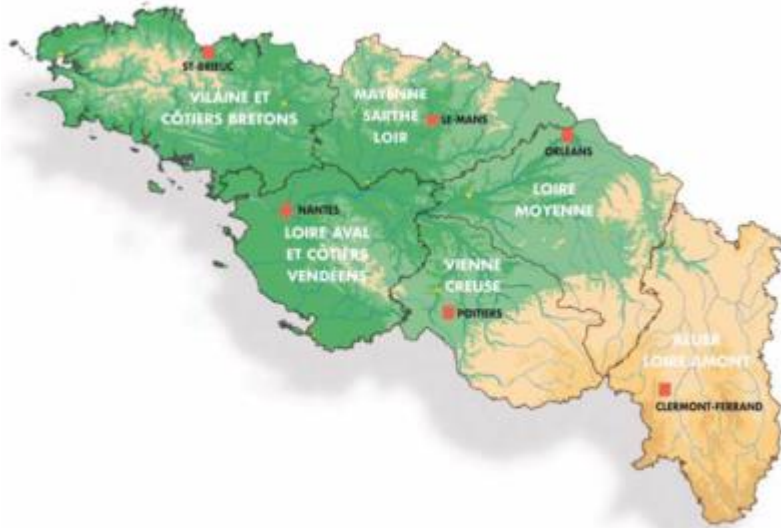 ST-BRIEUC
VILAINE ET
CÔTIERS BRETONS
MAYENNE
SARTHE
LOIR
LE-MANS
ORLÉANS
LOIRE
MOYENNE
NANTES
LOIRE AVAL
ET CÔTIERS
VENDÉENS
VIENNE
CREUSE
POITIERS
LOIRE AMONT
CLERMONT-FERRAND